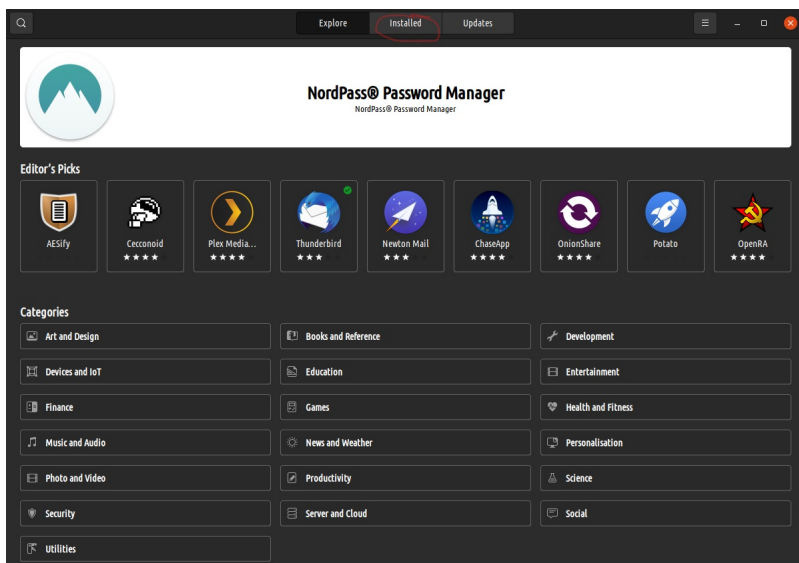 Explore Installed Updates
NordPass® Password Manager
NordPass® Password Manager
Editor's Picks
AESify Cecconoid Plex Media... Thunderbird Newton Mail ChaseApp OnionShare Potato OpenRA
Categories
Art and Design Books and Reference Development
Devices and IoT Education Entertainment
Finance Games Health and Fitness
Music and Audio News and Weather Personalisation
Photo and Video Productivity Science
Security Server and Cloud Social
Utilities